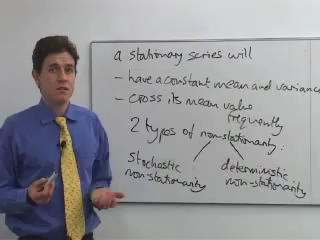 a stationary series will
- have a constant mean and variance
- cross its mean value
frequently
2 types of non-stationarity:
stochastic
non-stationarity
deterministic
non-stationarity